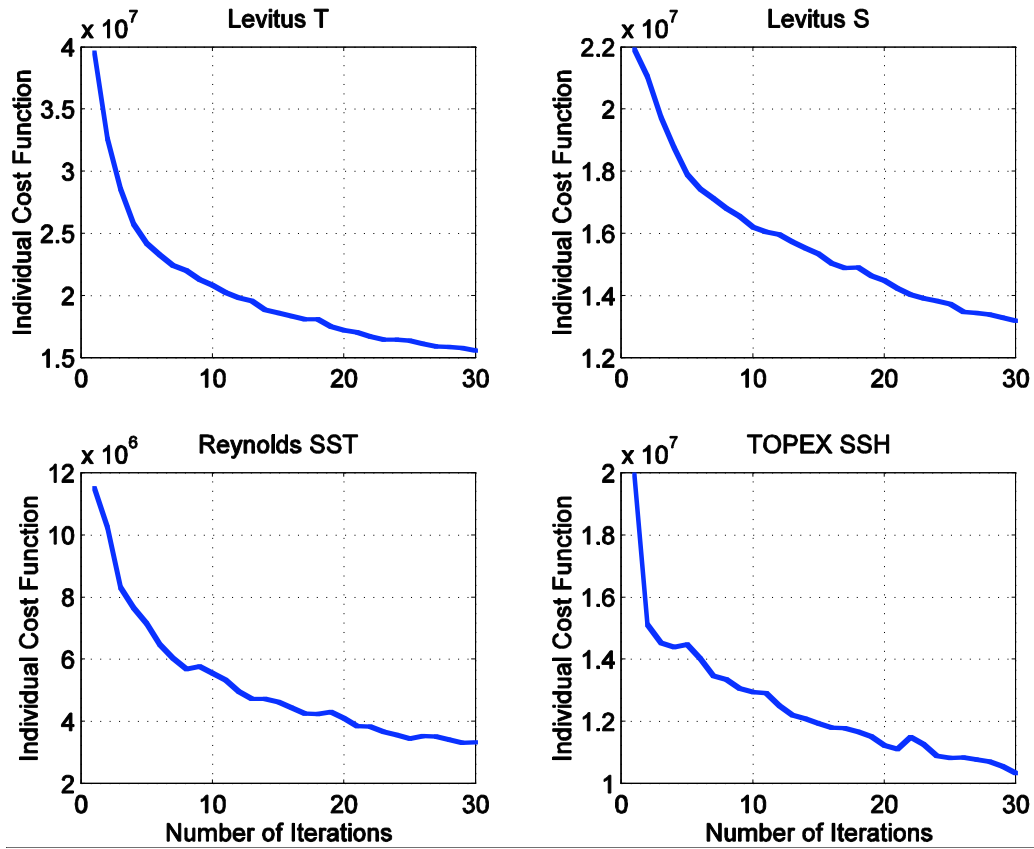 Levitus T
x 10^7
Individual Cost Function
4
3.5
3
2.5
2
1.5
0 10 20 30
Levitus S
x 10^7
Individual Cost Function
2.2
2
1.8
1.6
1.4
1.2
0 10 20 30
Reynolds SST
x 10^6
Individual Cost Function
12
10
8
6
4
2
0 10 20 30
Number of Iterations
TOPEX SSH
x 10^7
Individual Cost Function
2
1.8
1.6
1.4
1.2
1
0 10 20 30
Number of Iterations